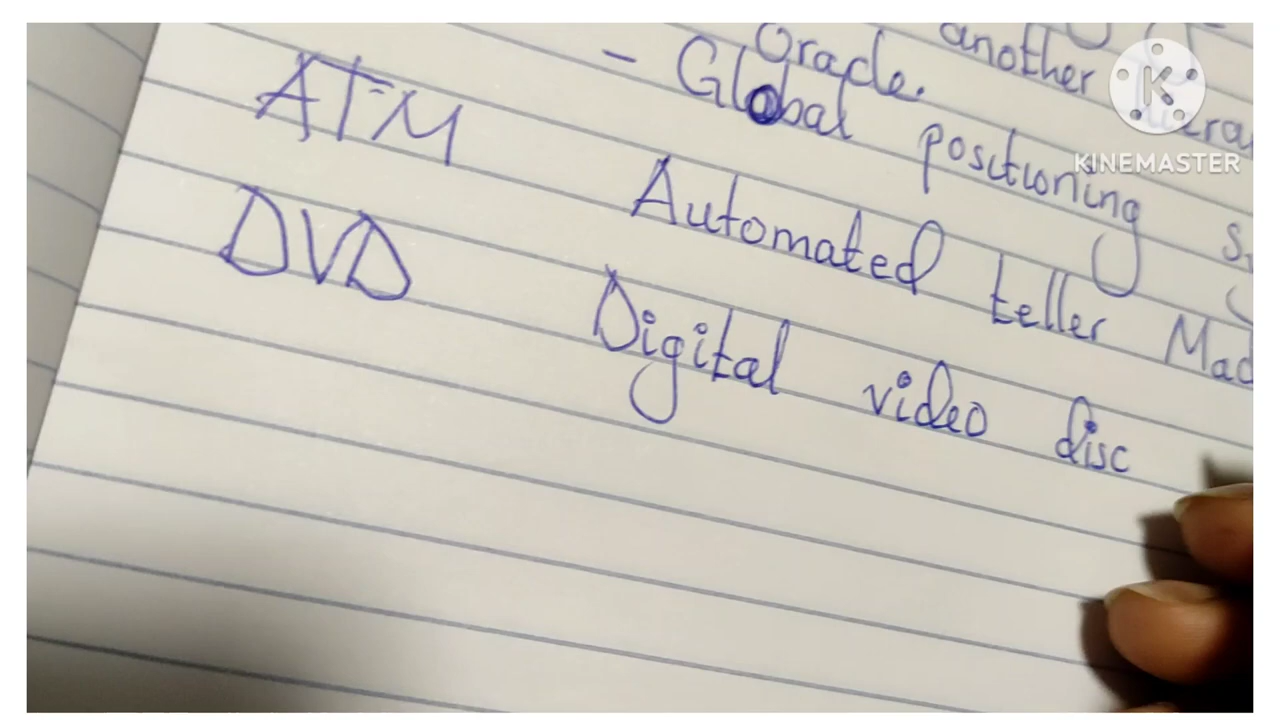 another
Oracle.
- Global positioning
ATM Automated teller
DVD Digital video disc
KINEMASTER